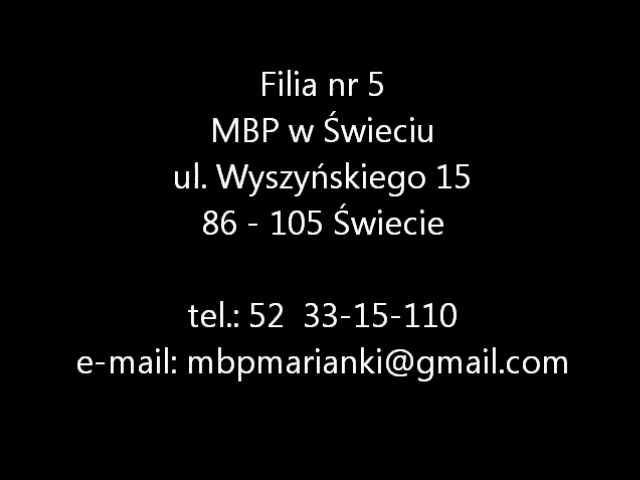 Filia nr 5
MBP w Świeciu
ul. Wyszyńskiego 15
86 - 105 Świecie
tel.: 52  33-15-110
e-mail: mbpmarianki@gmail.com